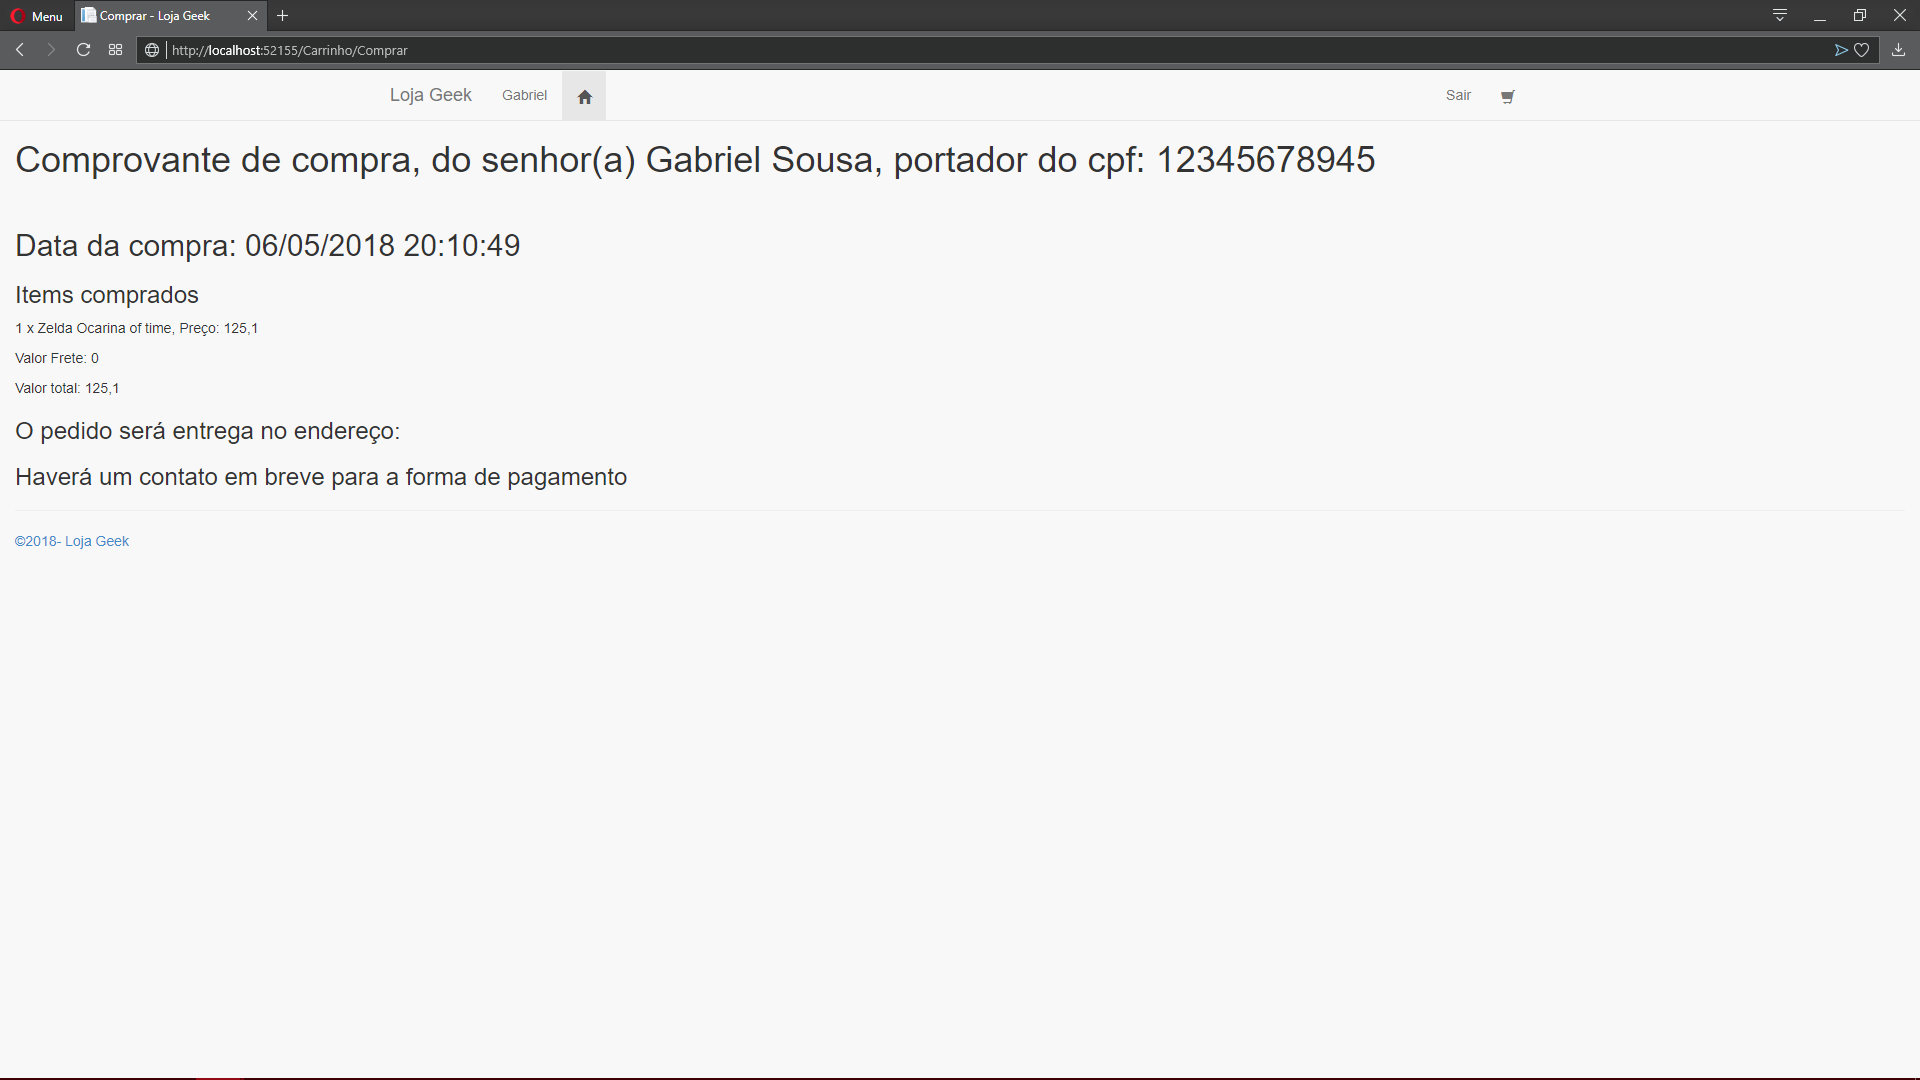 Menu
Comprar - Loja Geek
http://localhost:52155/Carrinho/Comprar
Loja Geek Gabriel Sair
Comprovante de compra, do senhor(a) Gabriel Sousa, portador do cpf: 12345678945
Data da compra: 06/05/2018 20:10:49
Items comprados
1 x Zelda Ocarina of time, Preço: 125,1
Valor Frete: 0
Valor total: 125,1
O pedido será entrega no endereço:
Haverá um contato em breve para a forma de pagamento
©2018- Loja Geek